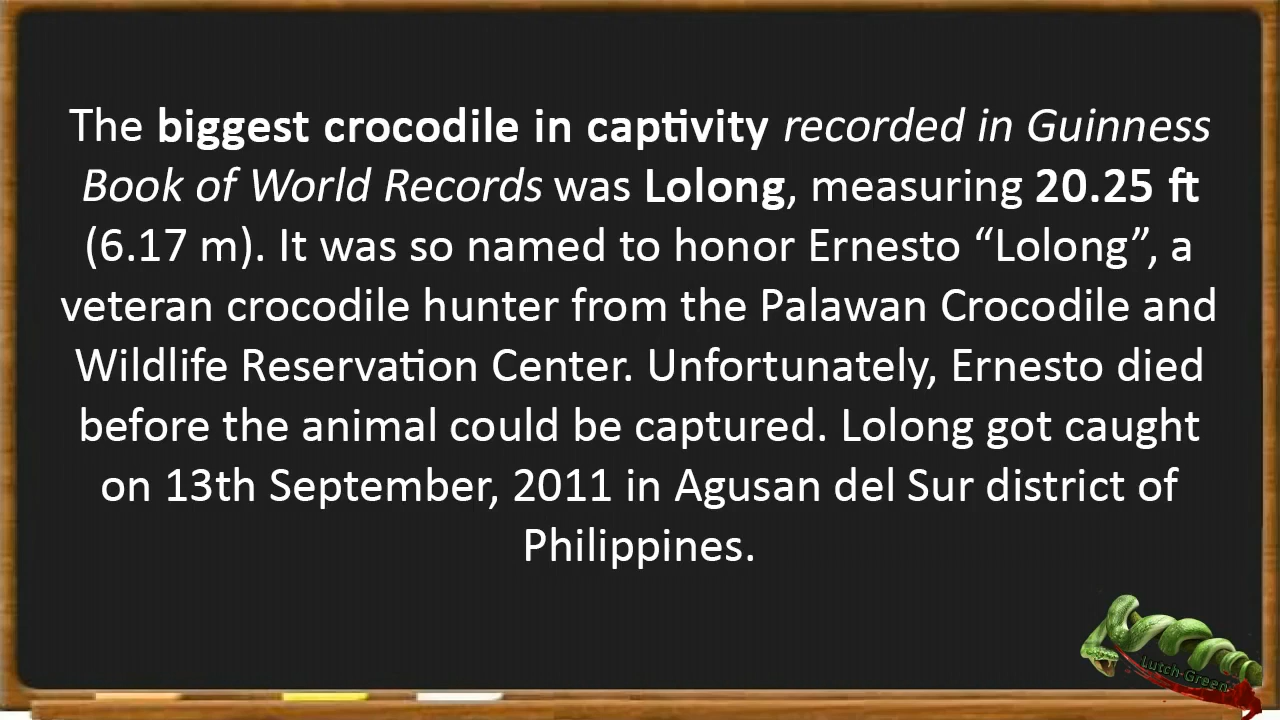 The biggest crocodile in captivity recorded in Guinness
Book of World Records was Lolong, measuring 20.25 ft
(6.17 m). It was so named to honor Ernesto “Lolong”, a
veteran crocodile hunter from the Palawan Crocodile and
Wildlife Reservation Center. Unfortunately, Ernesto died
before the animal could be captured. Lolong got caught
on 13th September, 2011 in Agusan del Sur district of
Philippines.
Lutch-Green